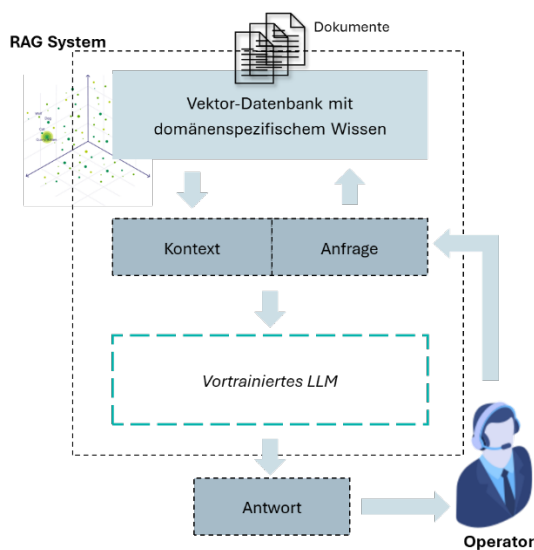 Dokumente
RAG System
Vektor-Datenbank mit
domänenspezifischem Wissen
Kontext
Anfrage
Vortrainiertes LLM
Antwort
Operator